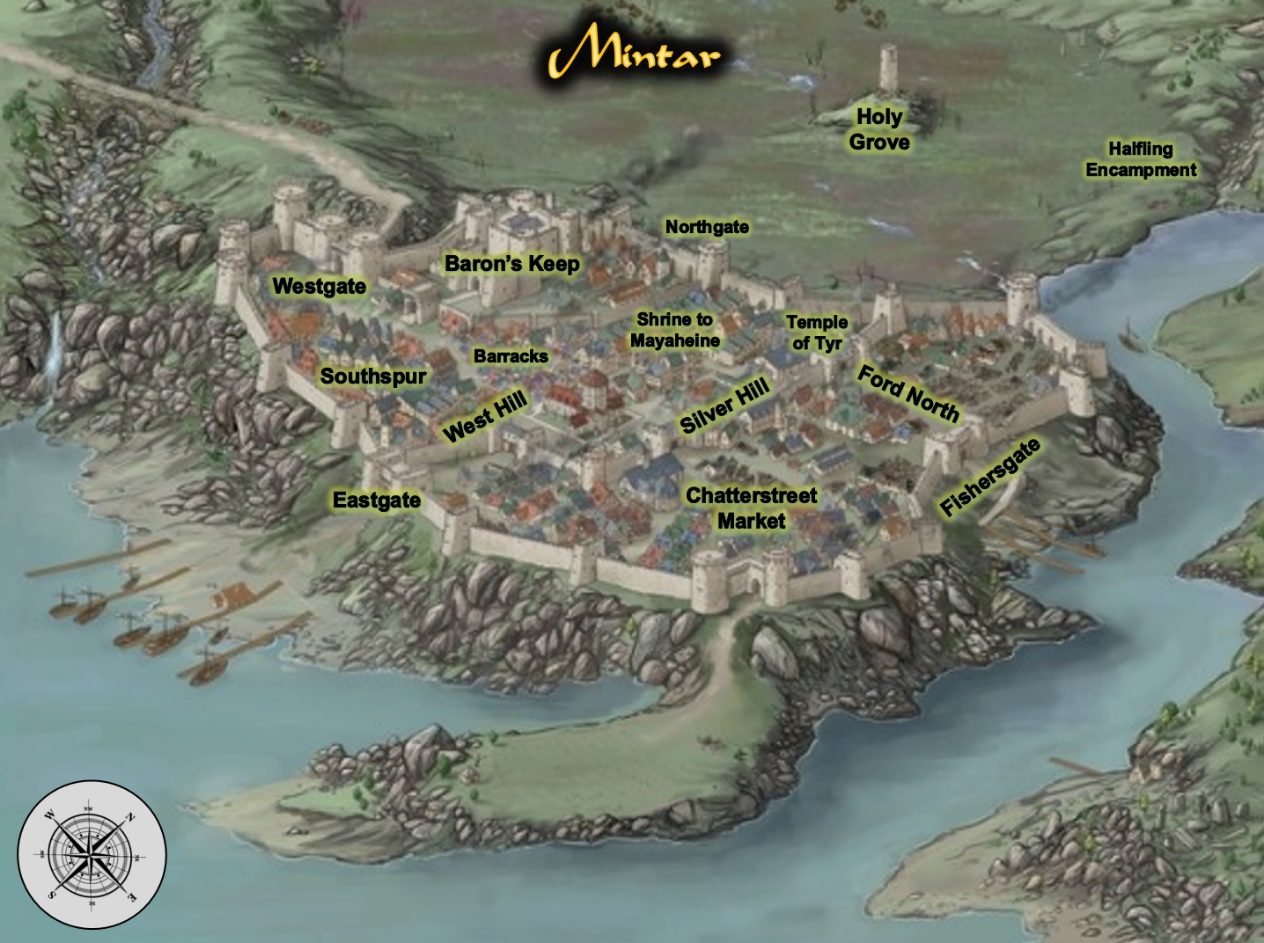 Mintar
Holy
Grove
Halfling
Encampment
Northgate
Baron's Keep
Westgate
Shrine to
Mayaheine
Temple
of Tyr
Barracks
Southspur
Ford North
West Hill
Silver Hill
Eastgate
Chatterstreet
Market
Fishersgate
NW
W
N
S
E